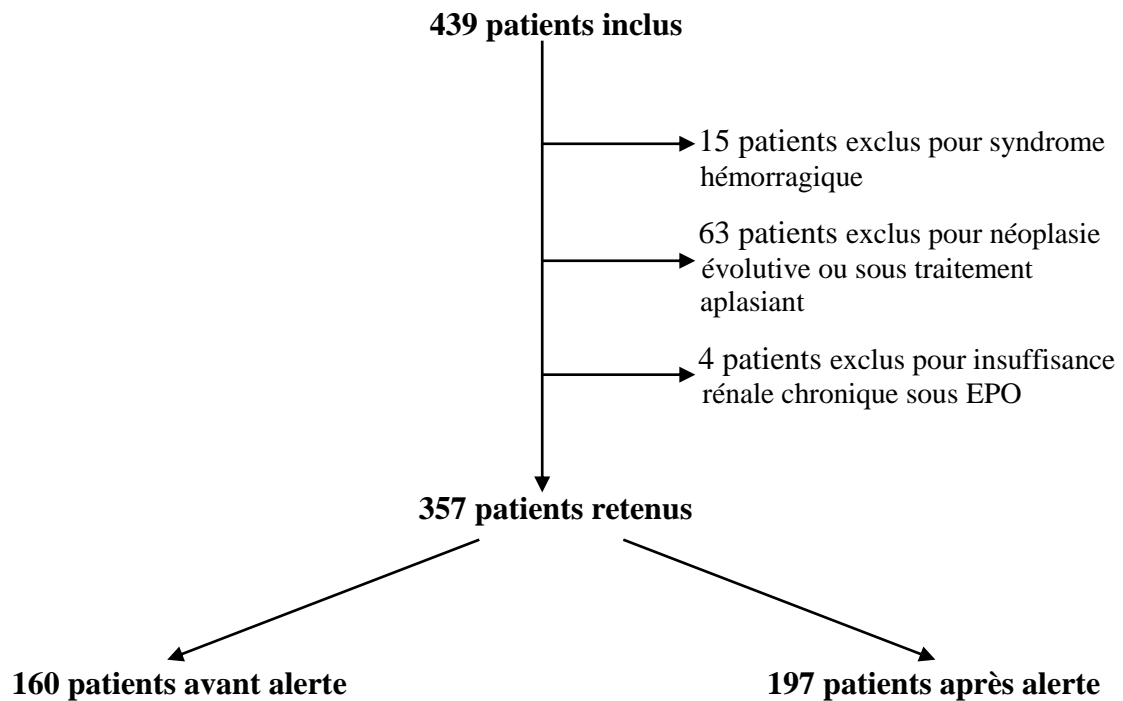 439 patients inclus
15 patients exclus pour syndrome
hémorragique
63 patients exclus pour néoplasie
évolutive ou sous traitement
aplasiant
4 patients exclus pour insuffisance
rénale chronique sous EPO
357 patients retenus
160 patients avant alerte
197 patients après alerte